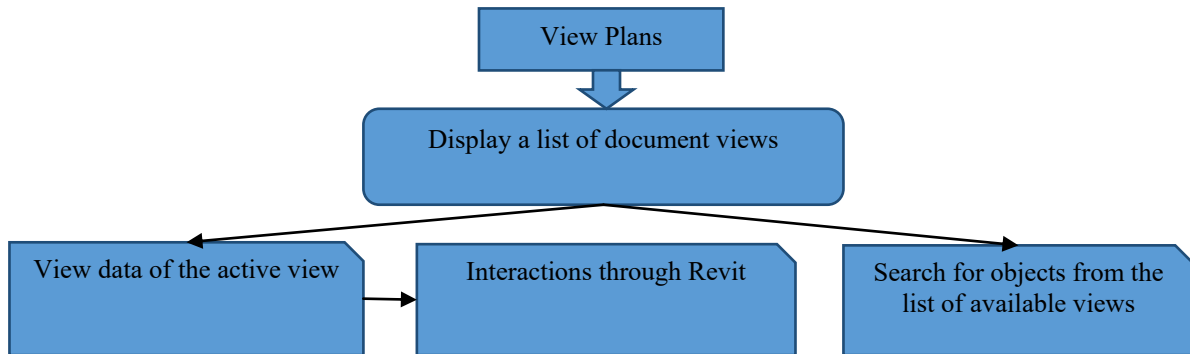 View Plans
Display a list of document views
View data of the active view
Interactions through Revit
Search for objects from the
list of available views